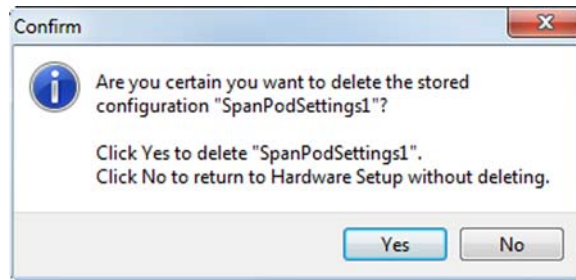 Confirm
Are you certain you want to delete the stored
configuration "SpanPodSettings1"?
Click Yes to delete "SpanPodSettings1".
Click No to return to Hardware Setup without deleting.
Yes
No